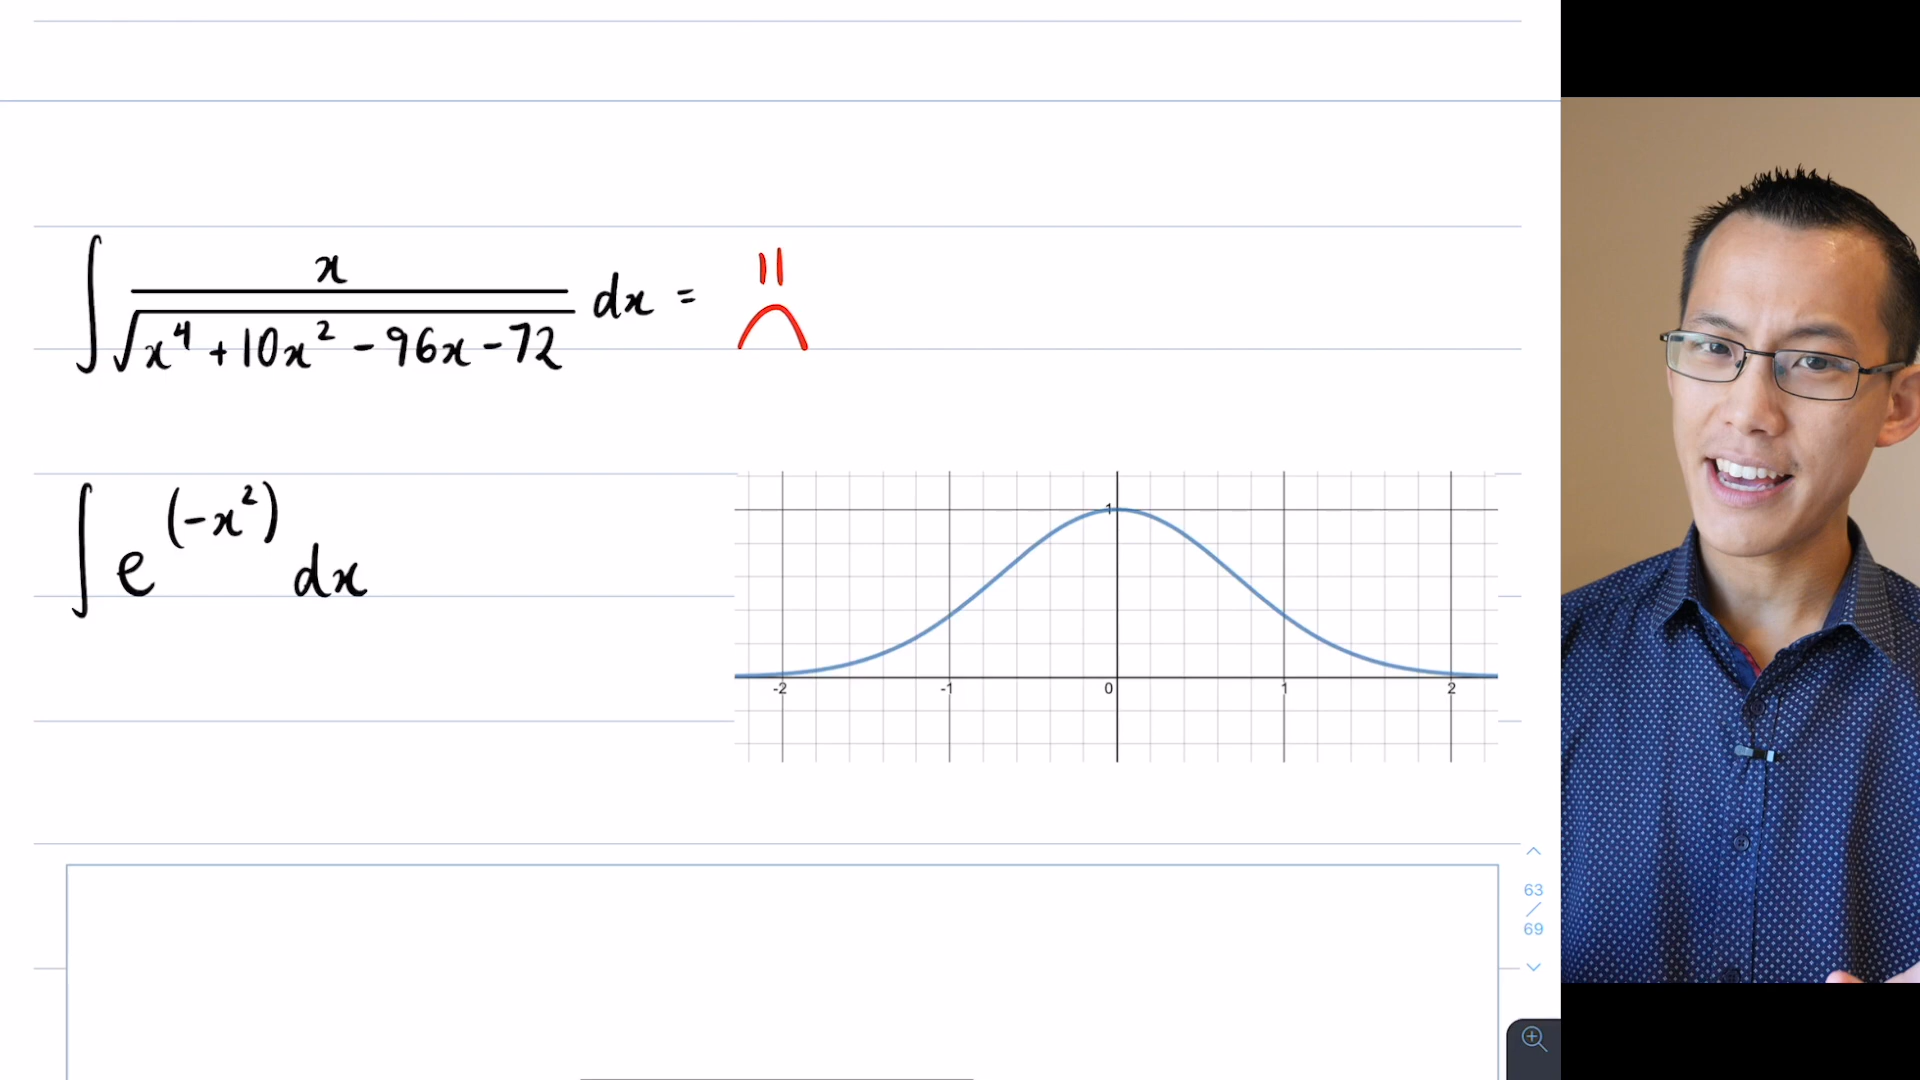 ∫ x / √(x⁴ + 10x² - 96x - 72) dx =
∫ e^(-x²) dx
1
-2 -1 0 1 2
63
/
69